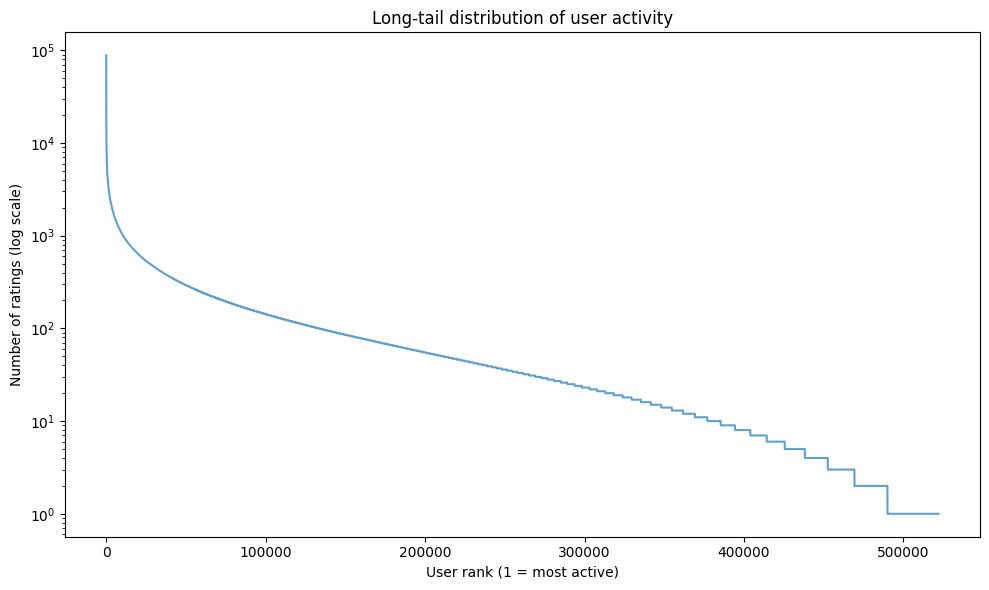 Long-tail distribution of user activity
Number of ratings (log scale)
10^5
10^4
10^3
10^2
10^1
10^0
0 100000 200000 300000 400000 500000
User rank (1 = most active)